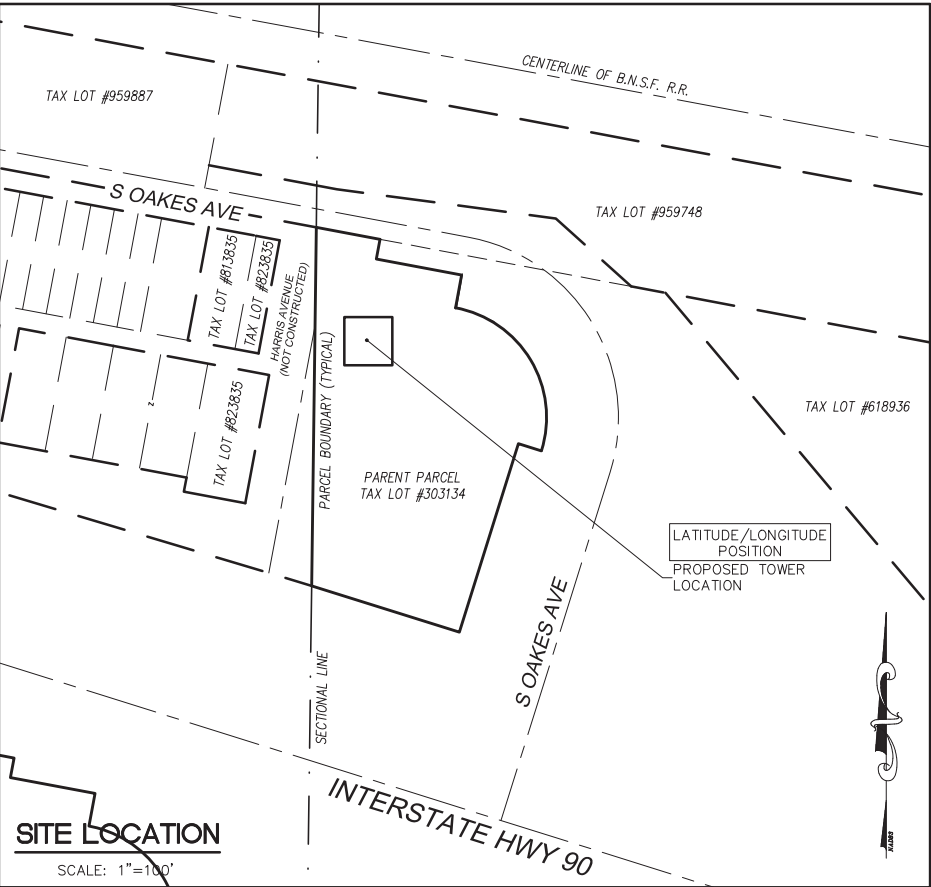 CENTERLINE OF B.N.S.F. R.R.
TAX LOT #959887
S OAKES AVE
TAX LOT #959748
TAX LOT #813835
TAX LOT #823835
HARRIS AVENUE
(NOT CONSTRUCTED)
PARCEL BOUNDARY (TYPICAL)
TAX LOT #823835
TAX LOT #618936
PARENT PARCEL
TAX LOT #303134
LATITUDE/LONGITUDE
POSITION
PROPOSED TOWER
LOCATION
S OAKES AVE
SECTIONAL LINE
INTERSTATE HWY 90
SITE LOCATION
SCALE: 1"=100'
NAD83